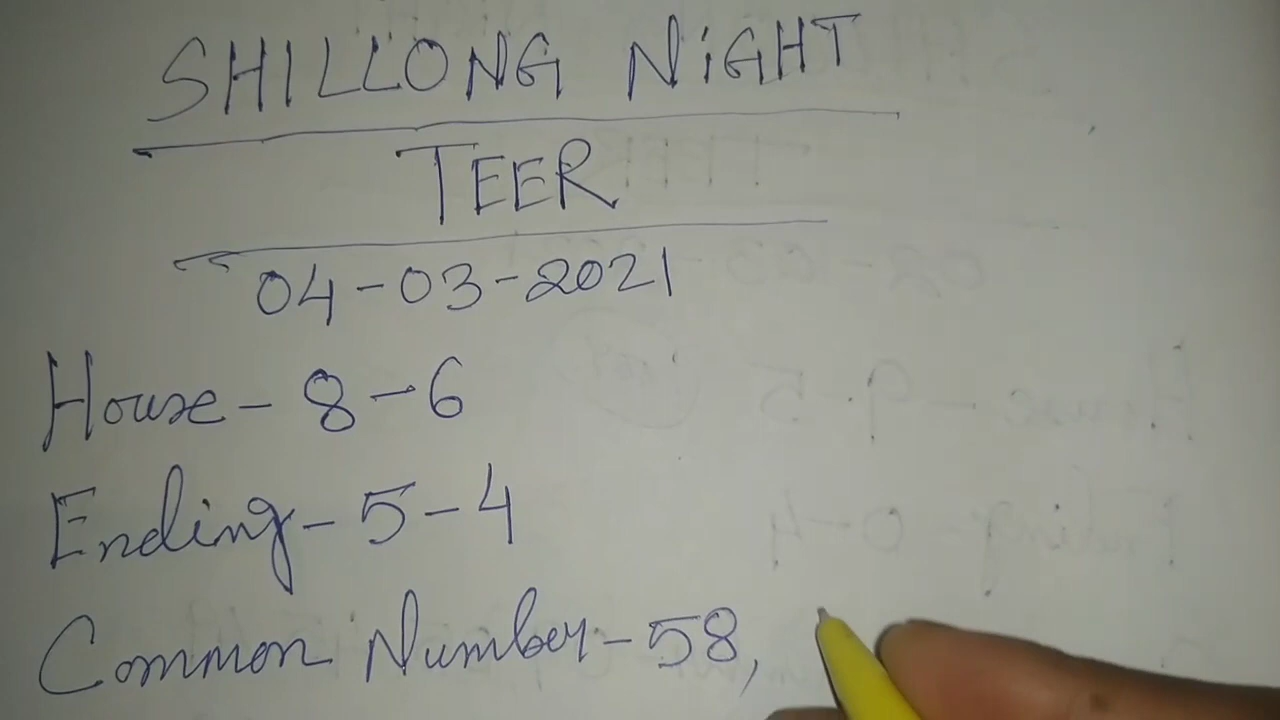 SHILLONG NiGHT
TEER
04-03-2021
House-8-6
Ending-5-4
Common Number-58,